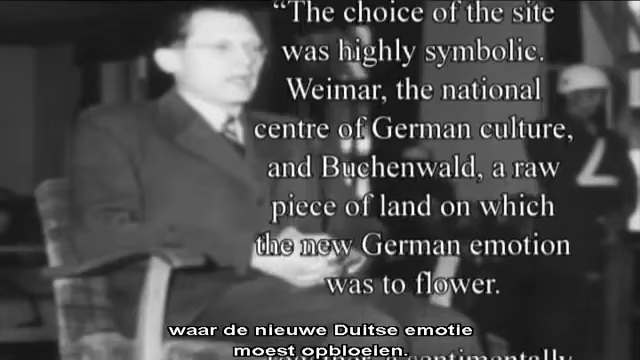 “The choice of the site
was highly symbolic.
Weimar, the national
centre of German culture,
and Buchenwald, a raw
piece of land on which
the new German emotion
was to flower.
waar de nieuwe Duitse emotie
moest opbloeien.